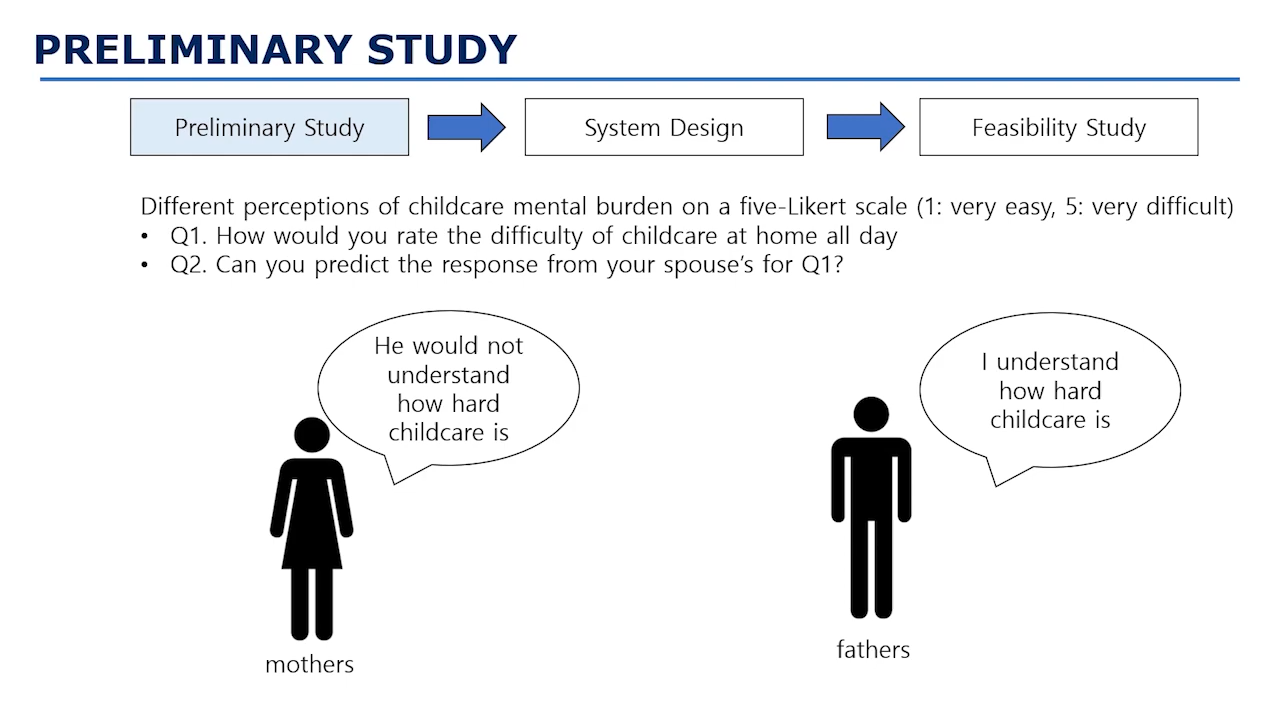 PRELIMINARY STUDY
Preliminary Study
System Design
Feasibility Study
Different perceptions of childcare mental burden on a five-Likert scale (1: very easy, 5: very difficult)
• Q1. How would you rate the difficulty of childcare at home all day
• Q2. Can you predict the response from your spouse's for Q1?
He would not
understand
how hard
childcare is
I understand
how hard
childcare is
mothers
fathers